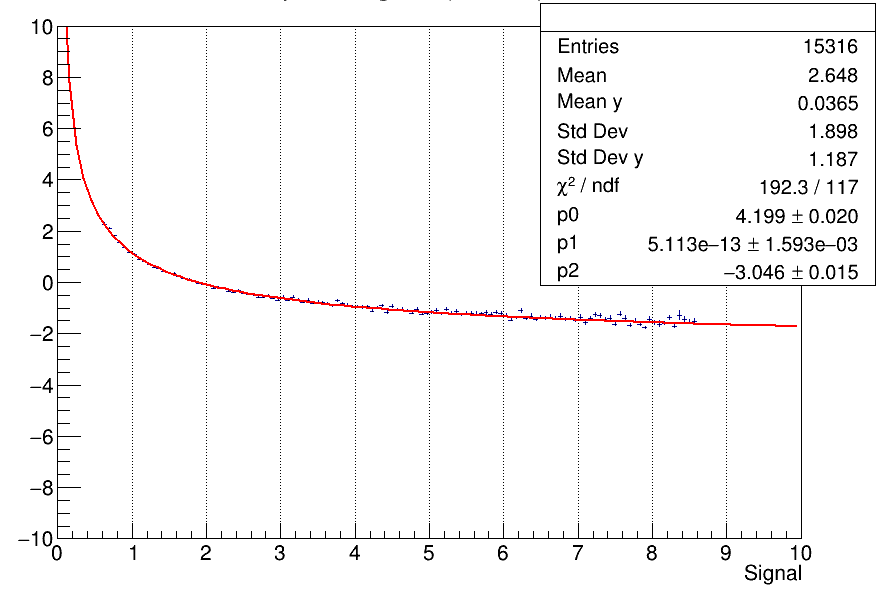 Entries 15316
Mean 2.648
Mean y 0.0365
Std Dev 1.898
Std Dev y 1.187
χ² / ndf 192.3 / 117
p0 4.199 ± 0.020
p1 5.113e−13 ± 1.593e−03
p2 −3.046 ± 0.015
10
8
6
4
2
0
−2
−4
−6
−8
−10
0 1 2 3 4 5 6 7 8 9 10
Signal